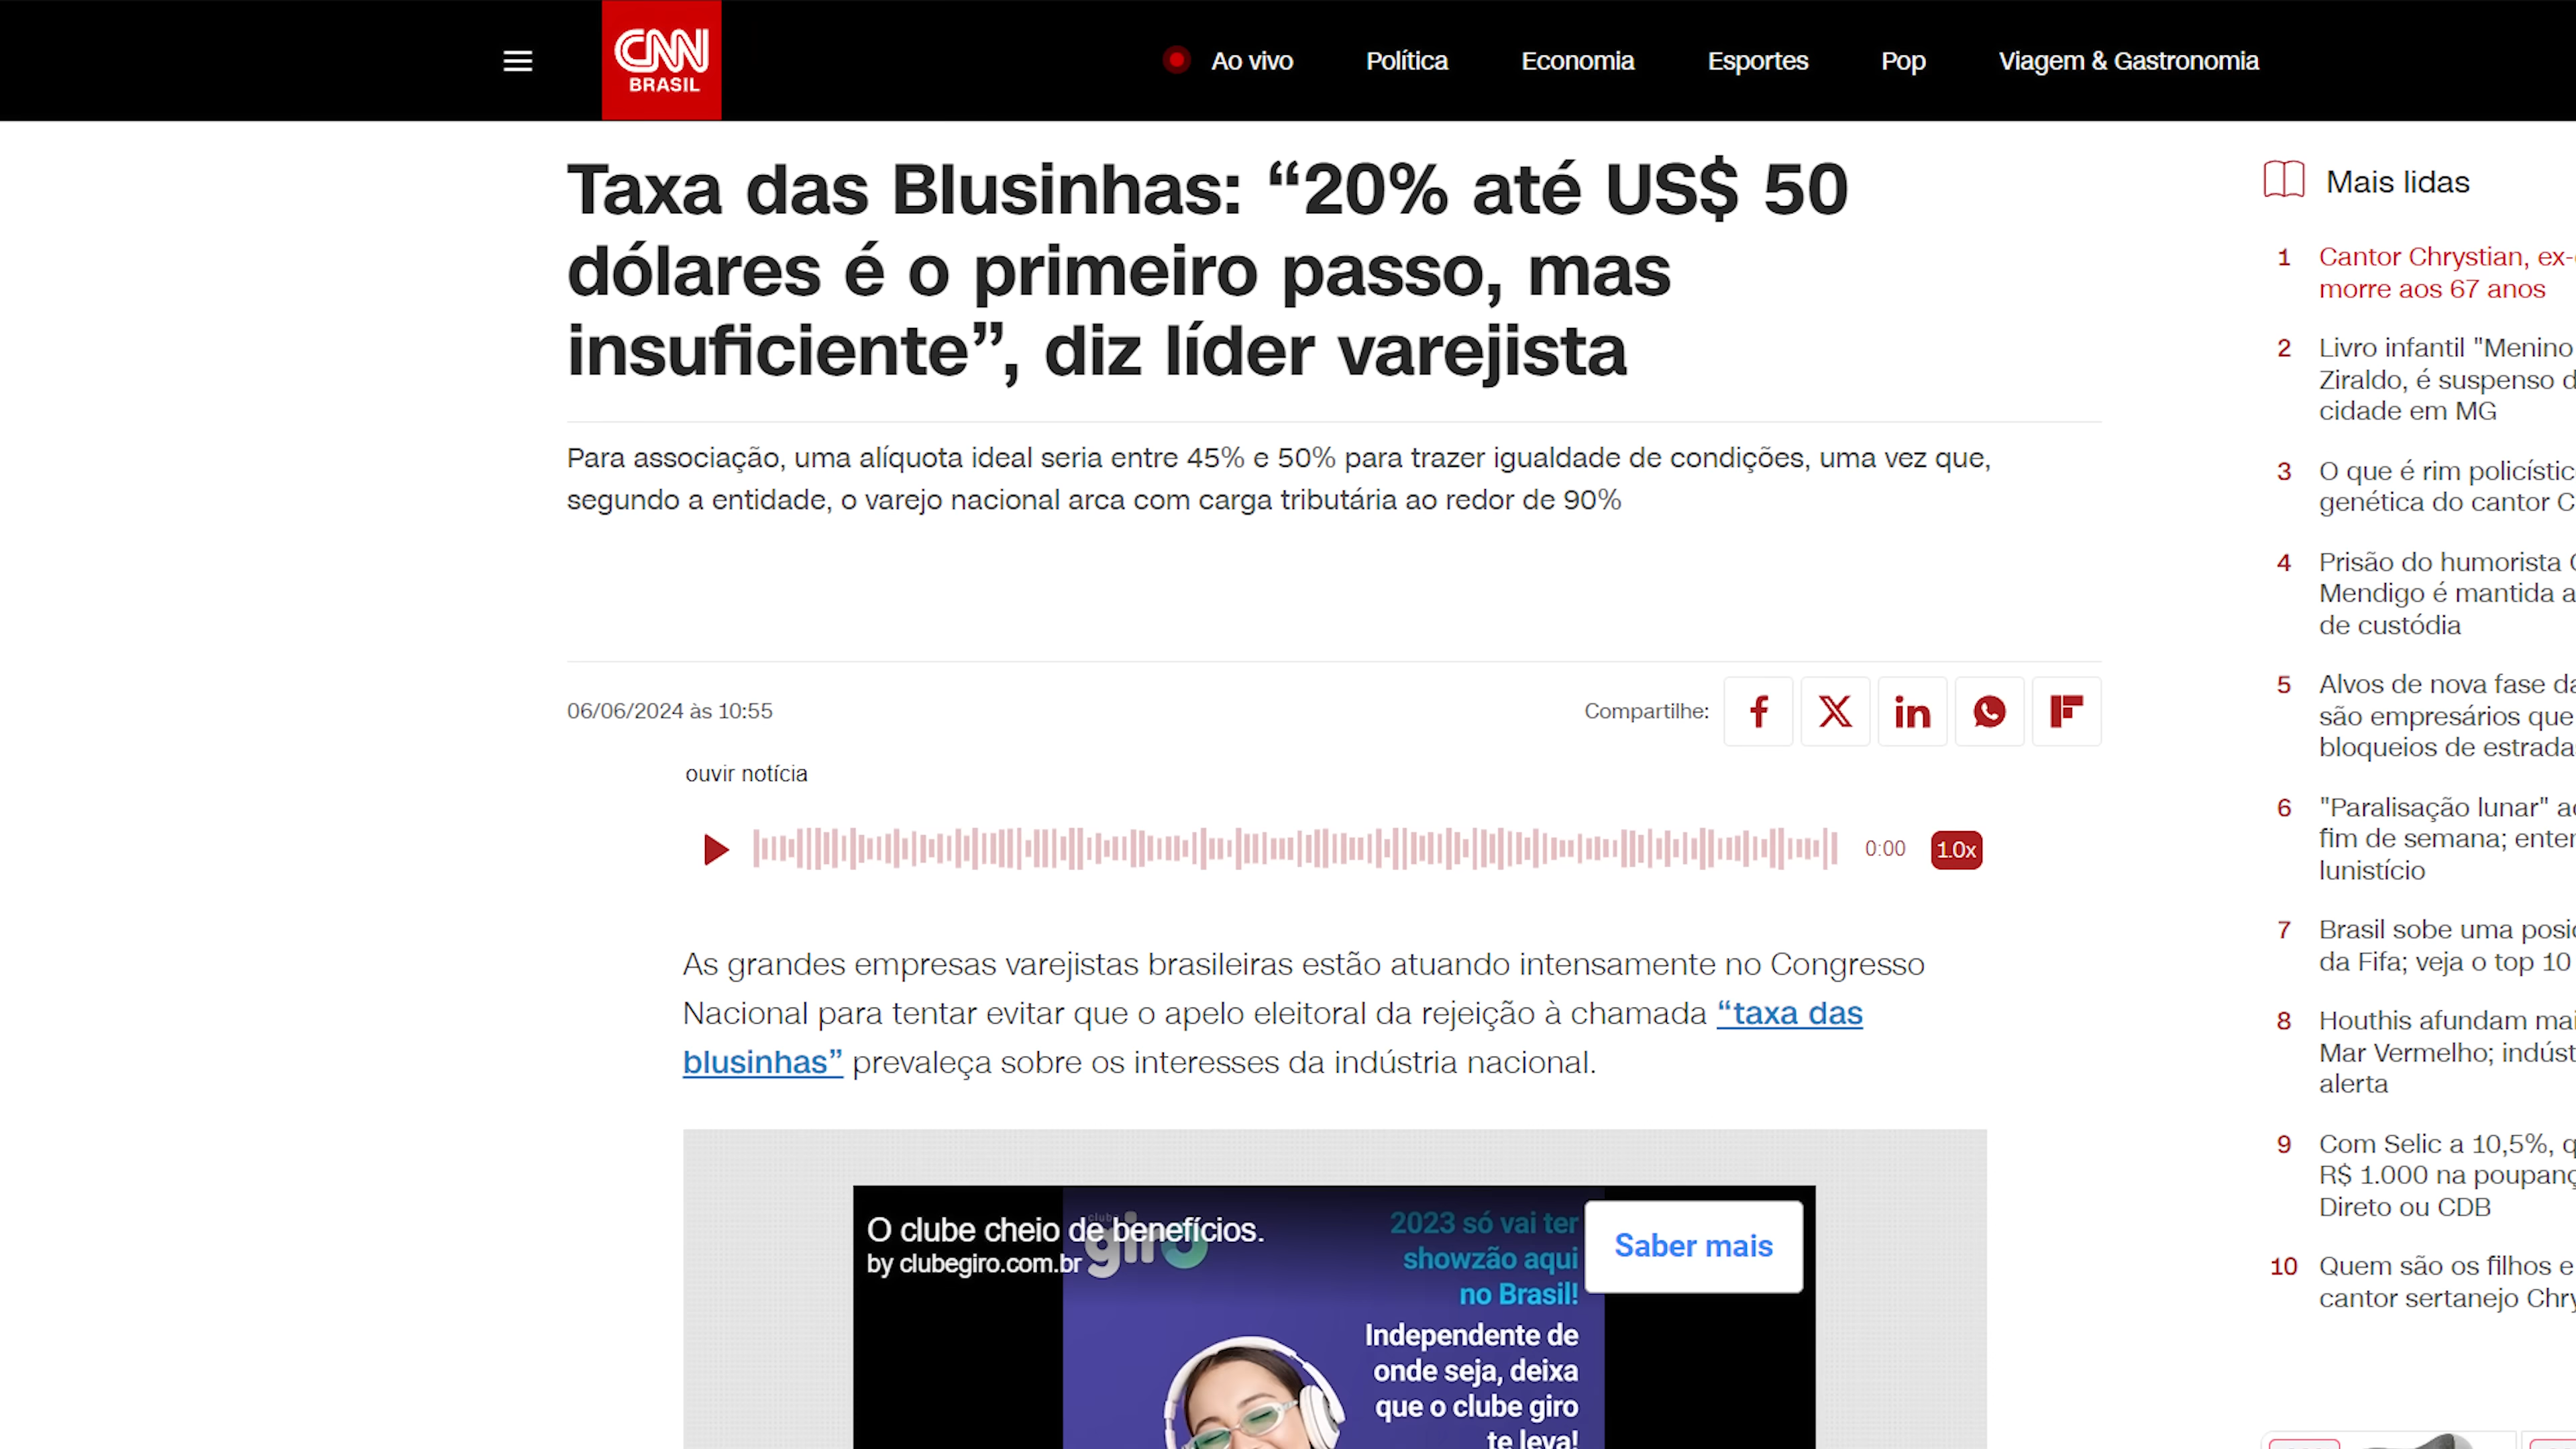 CNN
BRASIL
Ao vivo
Política
Economia
Esportes
Pop
Viagem & Gastronomia
Taxa das Blusinhas: “20% até US$ 50
dólares é o primeiro passo, mas
insuficiente”, diz líder varejista
Para associação, uma alíquota ideal seria entre 45% e 50% para trazer igualdade de condições, uma vez que,
segundo a entidade, o varejo nacional arca com carga tributária ao redor de 90%
06/06/2024 às 10:55
Compartilhe:
ouvir notícia
0:00
1.0x
As grandes empresas varejistas brasileiras estão atuando intensamente no Congresso
Nacional para tentar evitar que o apelo eleitoral da rejeição à chamada “taxa das
blusinhas” prevaleça sobre os interesses da indústria nacional.
O clube cheio de benefícios.
by clubegiro.com.br
clube
giro
2023 só vai ter
showzão aqui
no Brasil!
Independente de
onde seja, deixa
que o clube giro
te leva!
Saber mais
Mais lidas
1 Cantor Chrystian, ex-
morre aos 67 anos
2 Livro infantil "Menino
Ziraldo, é suspenso
cidade em MG
3 O que é rim
genética do cantor
4 Prisão do humorista
Mendigo é mantida
de custódia
5 Alvos de nova fase
são empresários que
bloqueios de
6 "Paralisação lunar"
fim de semana;
lunistício
7 Brasil sobe uma
da Fifa; veja o top 10
8 Houthis afundam
Mar Vermelho;
alerta
9 Com Selic a 10,5%,
R$ 1.000 na
Direto ou CDB
10 Quem são os filhos e
cantor sertanejo